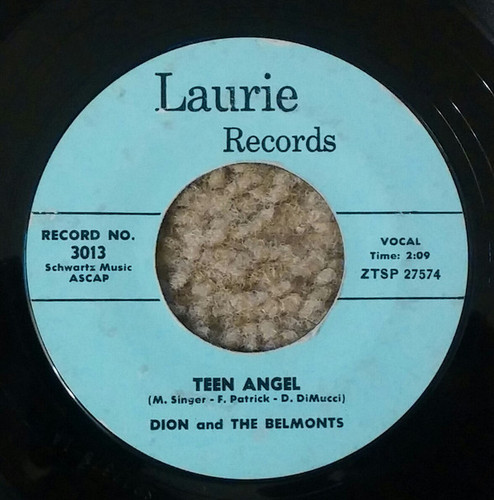 Laurie
Records
RECORD NO.
3013
Schwartz Music
ASCAP
VOCAL
Time: 2:09
ZTSP 27574
TEEN ANGEL
(M. Singer - F. Patrick - D. DiMucci)
DION and THE BELMONTS